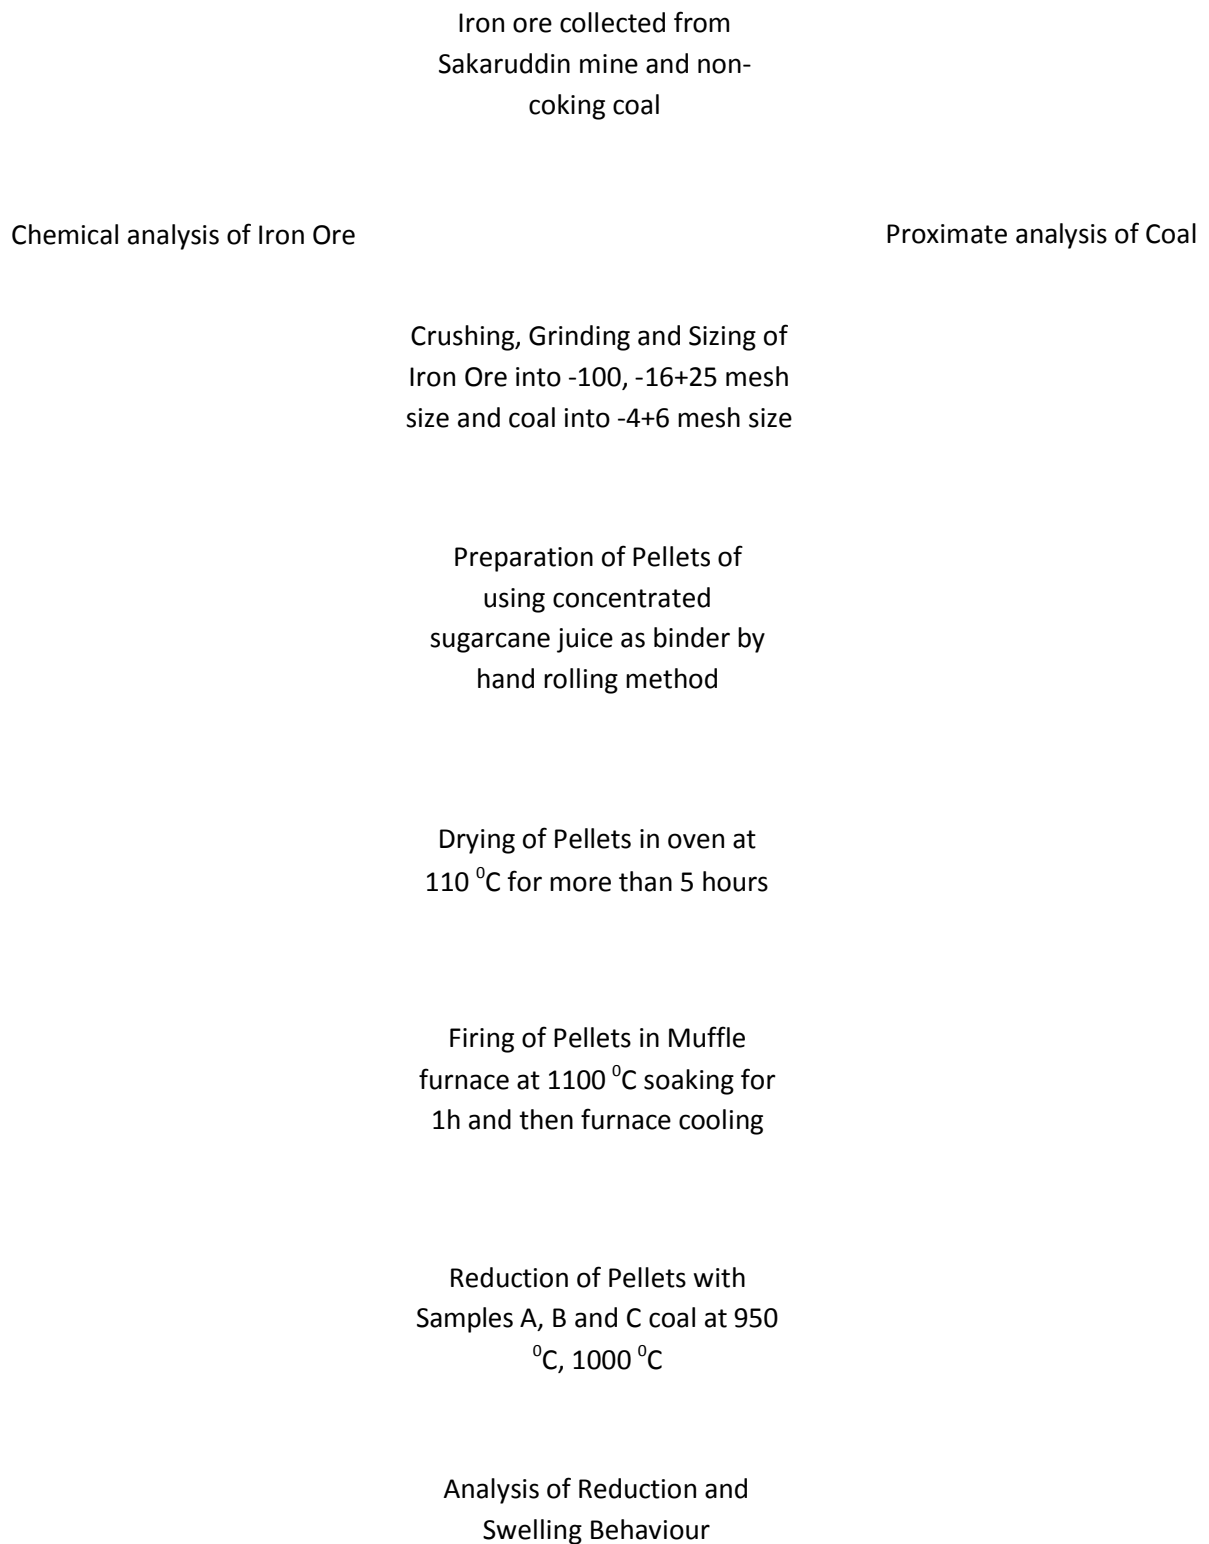 Iron ore collected from
Sakaruddin mine and non-
coking coal
Chemical analysis of Iron Ore
Proximate analysis of Coal
Crushing, Grinding and Sizing of
Iron Ore into -100, -16+25 mesh
size and coal into -4+6 mesh size
Preparation of Pellets of
using concentrated
sugarcane juice as binder by
hand rolling method
Drying of Pellets in oven at
110 ⁰C for more than 5 hours
Firing of Pellets in Muffle
furnace at 1100 ⁰C soaking for
1h and then furnace cooling
Reduction of Pellets with
Samples A, B and C coal at 950
⁰C, 1000 ⁰C
Analysis of Reduction and
Swelling Behaviour